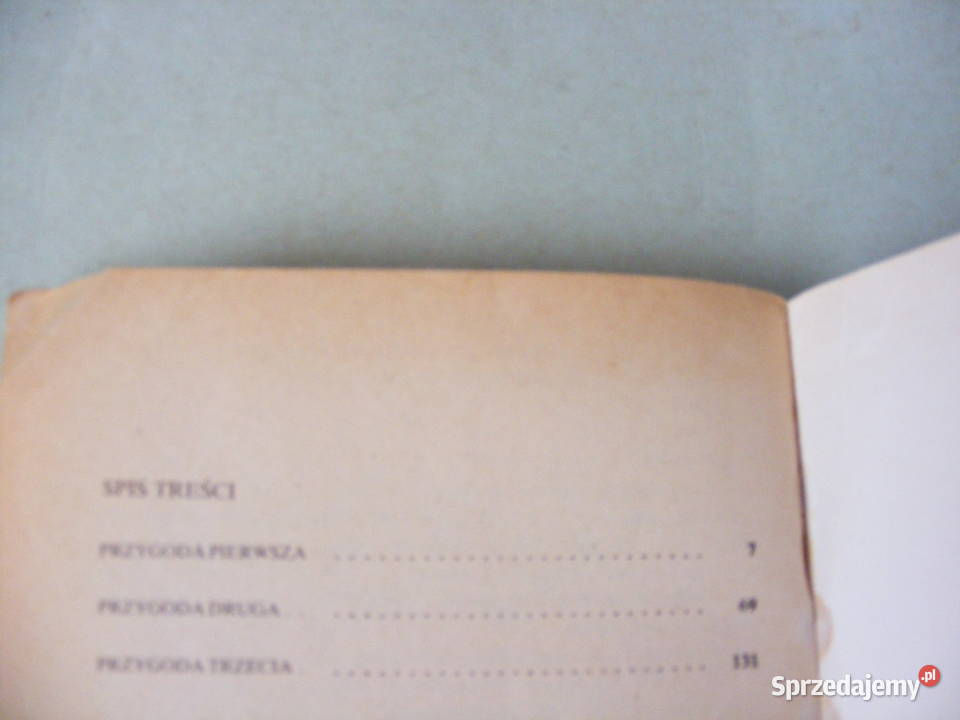 SPIS TREŚCI
PRZYGODA PIERWSZA ........................... 7
PRZYGODA DRUGA ........................... 69
PRZYGODA TRZECIA ........................... 131
Sprzedajemy.pl